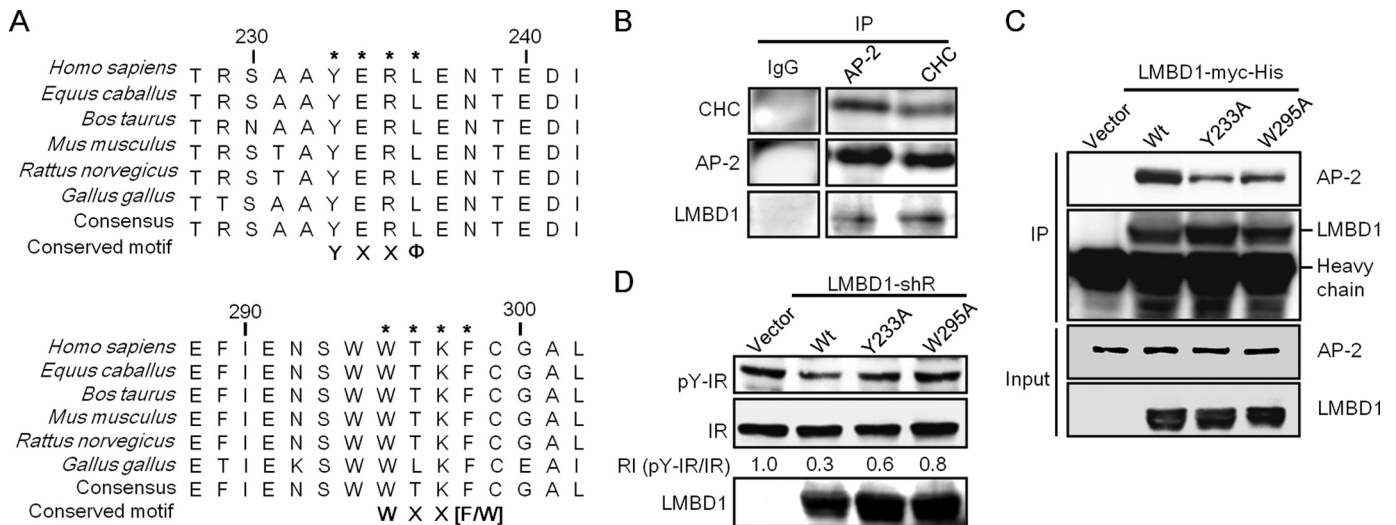 A
230 240
* * * *
Homo sapiens T R S A A Y E R L E N T E D I
Equus caballus T R S A A Y E R L E N T E D I
Bos taurus T R N A A Y E R L E N T E D I
Mus musculus T R S T A Y E R L E N T E D I
Rattus norvegicus T R S T A Y E R L E N T E D I
Gallus gallus T T S A A Y E R L E N T E D I
Consensus T R S A A Y E R L E N T E D I
Conserved motif Y X X Φ
290 300
* * * *
Homo sapiens E F I E N S W W T K F C G A L
Equus caballus E F I E N S W W T K F C G A L
Bos taurus E F I E N S W W T K F C G A L
Mus musculus E F I E N S W W T K F C G A L
Rattus norvegicus E F I E N S W W T K F C G A L
Gallus gallus E T I E K S W W L K F C E A I
Consensus E F I E N S W W T K F C G A L
Conserved motif W X X [F/W]
B
IP
IgG AP-2 CHC
CHC
AP-2
LMBD1
C
LMBD1-myc-His
Vector Wt Y233A W295A
IP
AP-2
LMBD1
Heavy
chain
Input
AP-2
LMBD1
D
LMBD1-shR
Vector Wt Y233A W295A
pY-IR
IR
RI (pY-IR/IR) 1.0 0.3 0.6 0.8
LMBD1